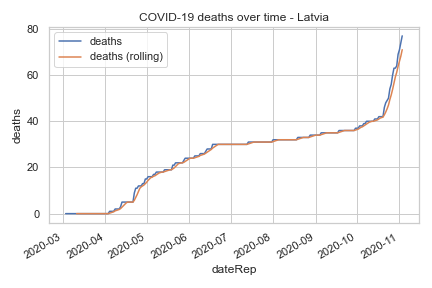 COVID-19 deaths over time - Latvia
deaths
deaths (rolling)
80
60
40
20
0
deaths
2020-03
2020-04
2020-05
2020-06
2020-07
2020-08
2020-09
2020-10
2020-11
dateRep